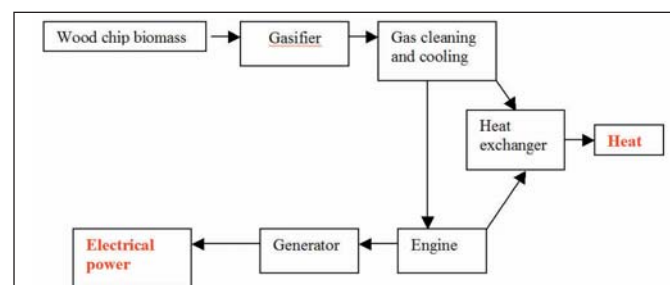 Wood chip biomass
Gasifier
Gas cleaning
and cooling
Heat
exchanger
Heat
Electrical
power
Generator
Engine